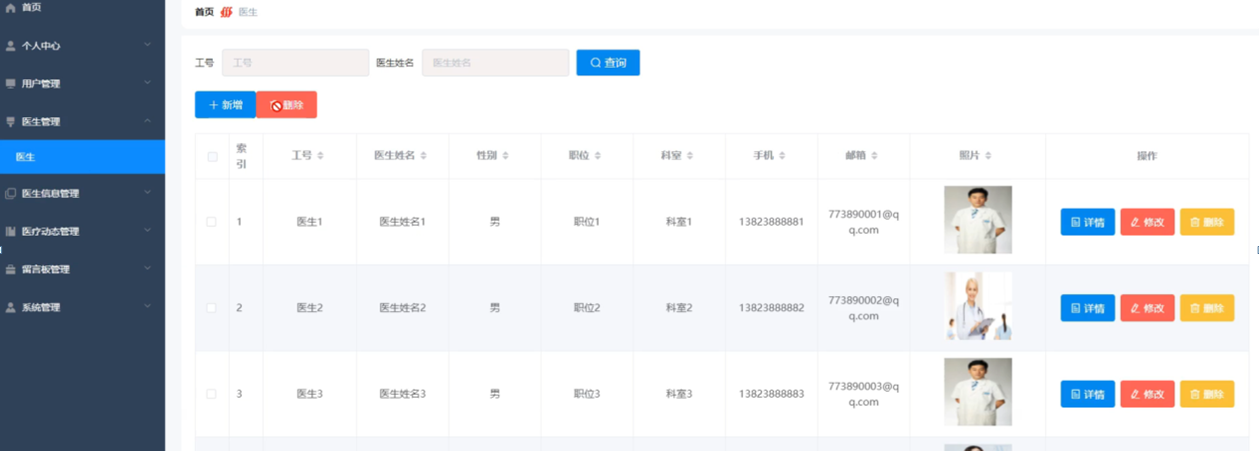 首页
个人中心
用户管理
医生管理
医生
医生信息管理
医疗动态管理
留言板管理
系统管理
首页 医生
工号 工号 医生姓名 医生姓名 查询
新增 删除
索引 工号 医生姓名 性别 职位 科室 手机 邮箱 照片 操作
1 医生1 医生姓名1 男 职位1 科室1 13823888881 773890001@q
q.com
详情 修改 删除
2 医生2 医生姓名2 男 职位2 科室2 13823888882 773890002@q
q.com
详情 修改 删除
3 医生3 医生姓名3 男 职位3 科室3 13823888883 773890003@q
q.com
详情 修改 删除